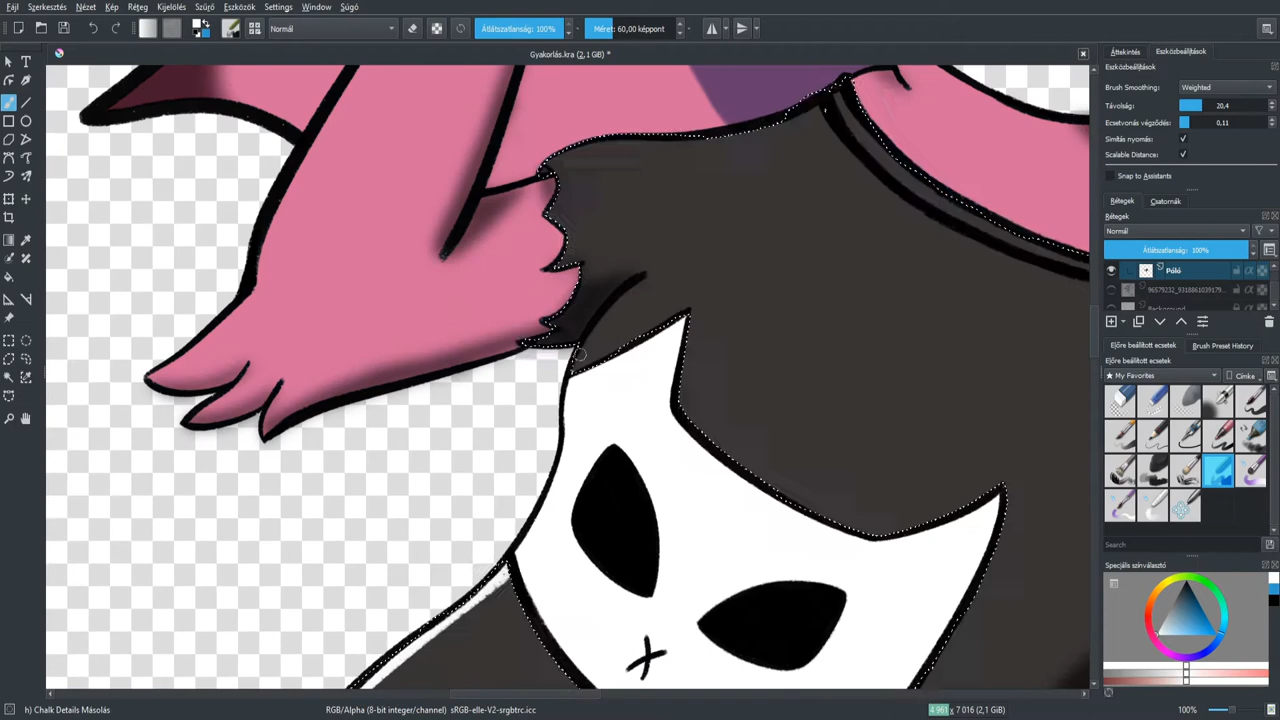 Fájl Szerkesztés Nézet Kép Réteg Kijelölés Szűrő Eszközök Settings Window Súgó
Normál Átlátszatlanság: 100% Méret: 60,00 képpont
Gyakorlás.kra (2,1 GiB) *
Áttekintés Eszközbeállítások
Eszközbeállítások
Brush Smoothing: Weighted
Távolság: 20,4
Ecsetvonás végződés: 0,11
Simítás nyomás:
Scalable Distance:
Snap to Assistants
Rétegek Csatornák
Rétegek
Normál
Átlátszatlanság: 100%
Póló
Background
Előre beállított ecsetek Brush Preset History
Előre beállított ecsetek
My Favorites Címke
Search
Speciális színválasztó
h) Chalk Details Másolás RGB/Alpha (8-bit integer/channel) sRGB-elle-V2-srgbtrc.icc 4 961 x 7 016 (2,1 GiB) 100%